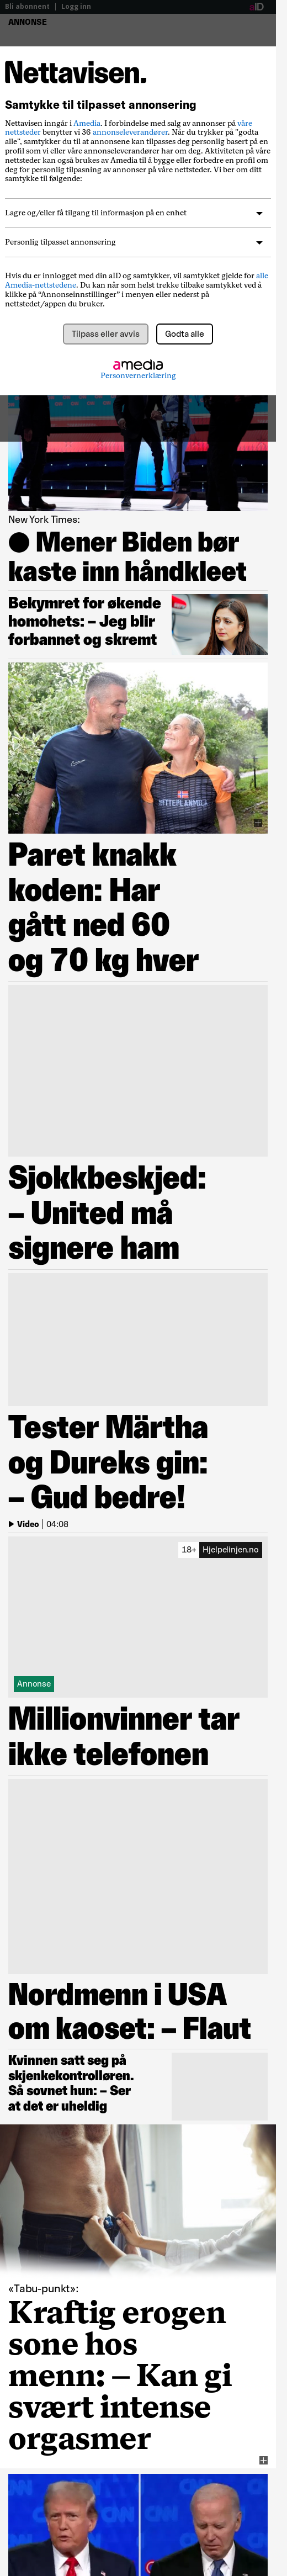 Bli abonnent | Logg inn
aID
ANNONSE
Nettavisen.
Samtykke til tilpasset annonsering
Nettavisen inngår i Amedia. I forbindelse med salg av annonser på våre
nettsteder benytter vi 36 annonseleverandører. Når du trykker på "godta
alle", samtykker du til at annonsene kan tilpasses deg personlig basert på en
profil som vi eller våre annonseleverandører har om deg. Aktiviteten på våre
nettsteder kan også brukes av Amedia til å bygge eller forbedre en profil om
deg for personlig tilpasning av annonser på våre nettsteder. Vi ber om ditt
samtykke til følgende:
Lagre og/eller få tilgang til informasjon på en enhet
Personlig tilpasset annonsering
Hvis du er innlogget med din aID og samtykker, vil samtykket gjelde for alle
Amedia-nettstedene. Du kan når som helst trekke tilbake samtykket ved å
klikke på “Annonseinnstillinger” i menyen eller nederst på
nettstedet/appen du bruker.
Tilpass eller avvis
Godta alle
amedia
Personvernerklæring
New York Times:
● Mener Biden bør
kaste inn håndkleet
Bekymret for økende
homohets: – Jeg blir
forbannet og skremt
Paret knakk
koden: Har
gått ned 60
og 70 kg hver
Sjokkbeskjed:
– United må
signere ham
Tester Märtha
og Dureks gin:
– Gud bedre!
Video | 04:08
18+ Hjelpelinjen.no
Annonse
Millionvinner tar
ikke telefonen
Nordmenn i USA
om kaoset: – Flaut
Kvinnen satt seg på
skjenkekontrolløren.
Så sovnet hun: – Ser
at det er uheldig
«Tabu-punkt»:
Kraftig erogen
sone hos
menn: – Kan gi
svært intense
orgasmer